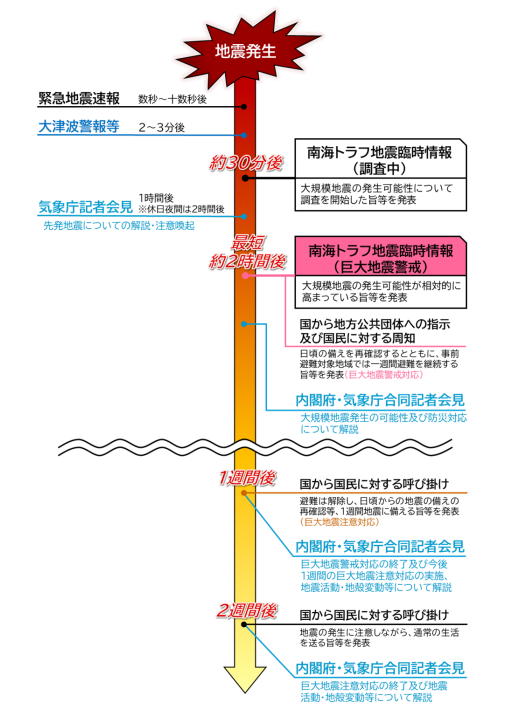 地震発生
緊急地震速報 数秒～十数秒後
大津波警報等 2～3分後
約30分後
南海トラフ地震臨時情報
（調査中）
大規模地震の発生可能性について
調査を開始した旨等を発表
気象庁記者会見 1時間後
※休日夜間は2時間後
先発地震についての解説・注意喚起
最短
約2時間後
南海トラフ地震臨時情報
（巨大地震警戒）
大規模地震の発生可能性が相対的に
高まっている旨等を発表
国から地方公共団体への指示
及び国民に対する周知
日頃の備えを再確認するとともに、事前
避難対象地域では一週間避難を継続する
旨等を発表（巨大地震警戒対応）
内閣府・気象庁合同記者会見
大規模地震発生の可能性及び防災対応
について解説
1週間後
国から国民に対する呼び掛け
避難は解除し、日頃からの地震の備えの
再確認等、1週間地震に備える旨等を発表
（巨大地震注意対応）
内閣府・気象庁合同記者会見
巨大地震警戒対応の終了及び今後
1週間の巨大地震注意対応の実施、
地震活動・地殻変動等について解説
2週間後
国から国民に対する呼び掛け
地震の発生に注意しながら、通常の生活
を送る旨等を発表
内閣府・気象庁合同記者会見
巨大地震注意対応の終了及び地震
活動・地殻変動等について解説